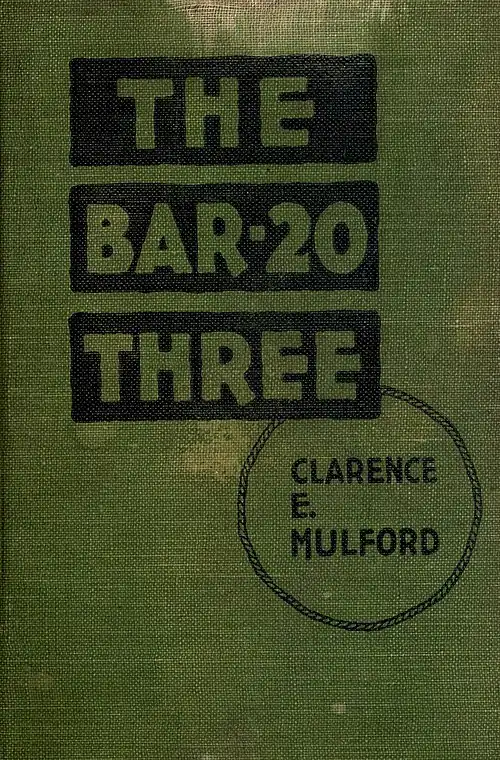 THE
BAR-20
THREE
CLARENCE
E.
MULFORD